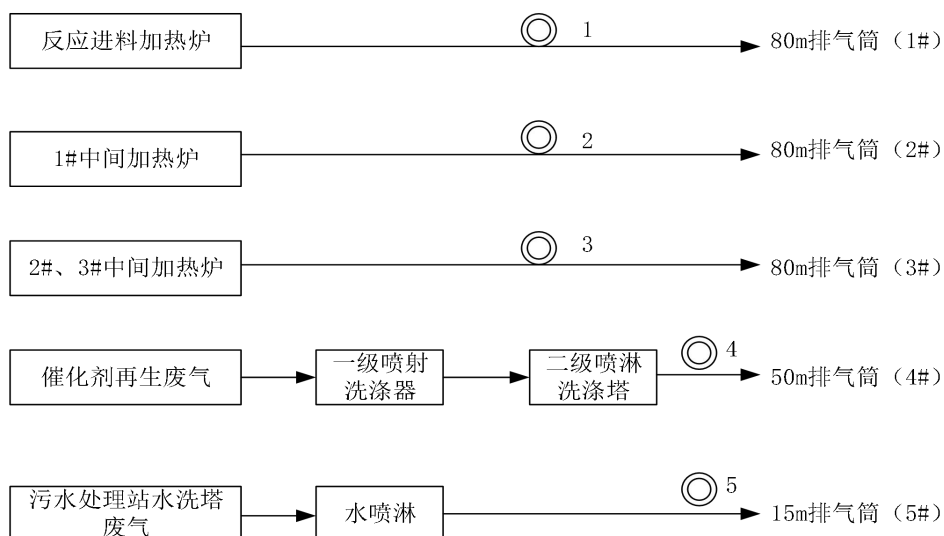 反应进料加热炉
1
80m排气筒（1#）
1#中间加热炉
2
80m排气筒（2#）
2#、3#中间加热炉
3
80m排气筒（3#）
催化剂再生废气
一级喷射
洗涤器
二级喷淋
洗涤塔
4
50m排气筒（4#）
污水处理站水洗塔
废气
水喷淋
5
15m排气筒（5#）